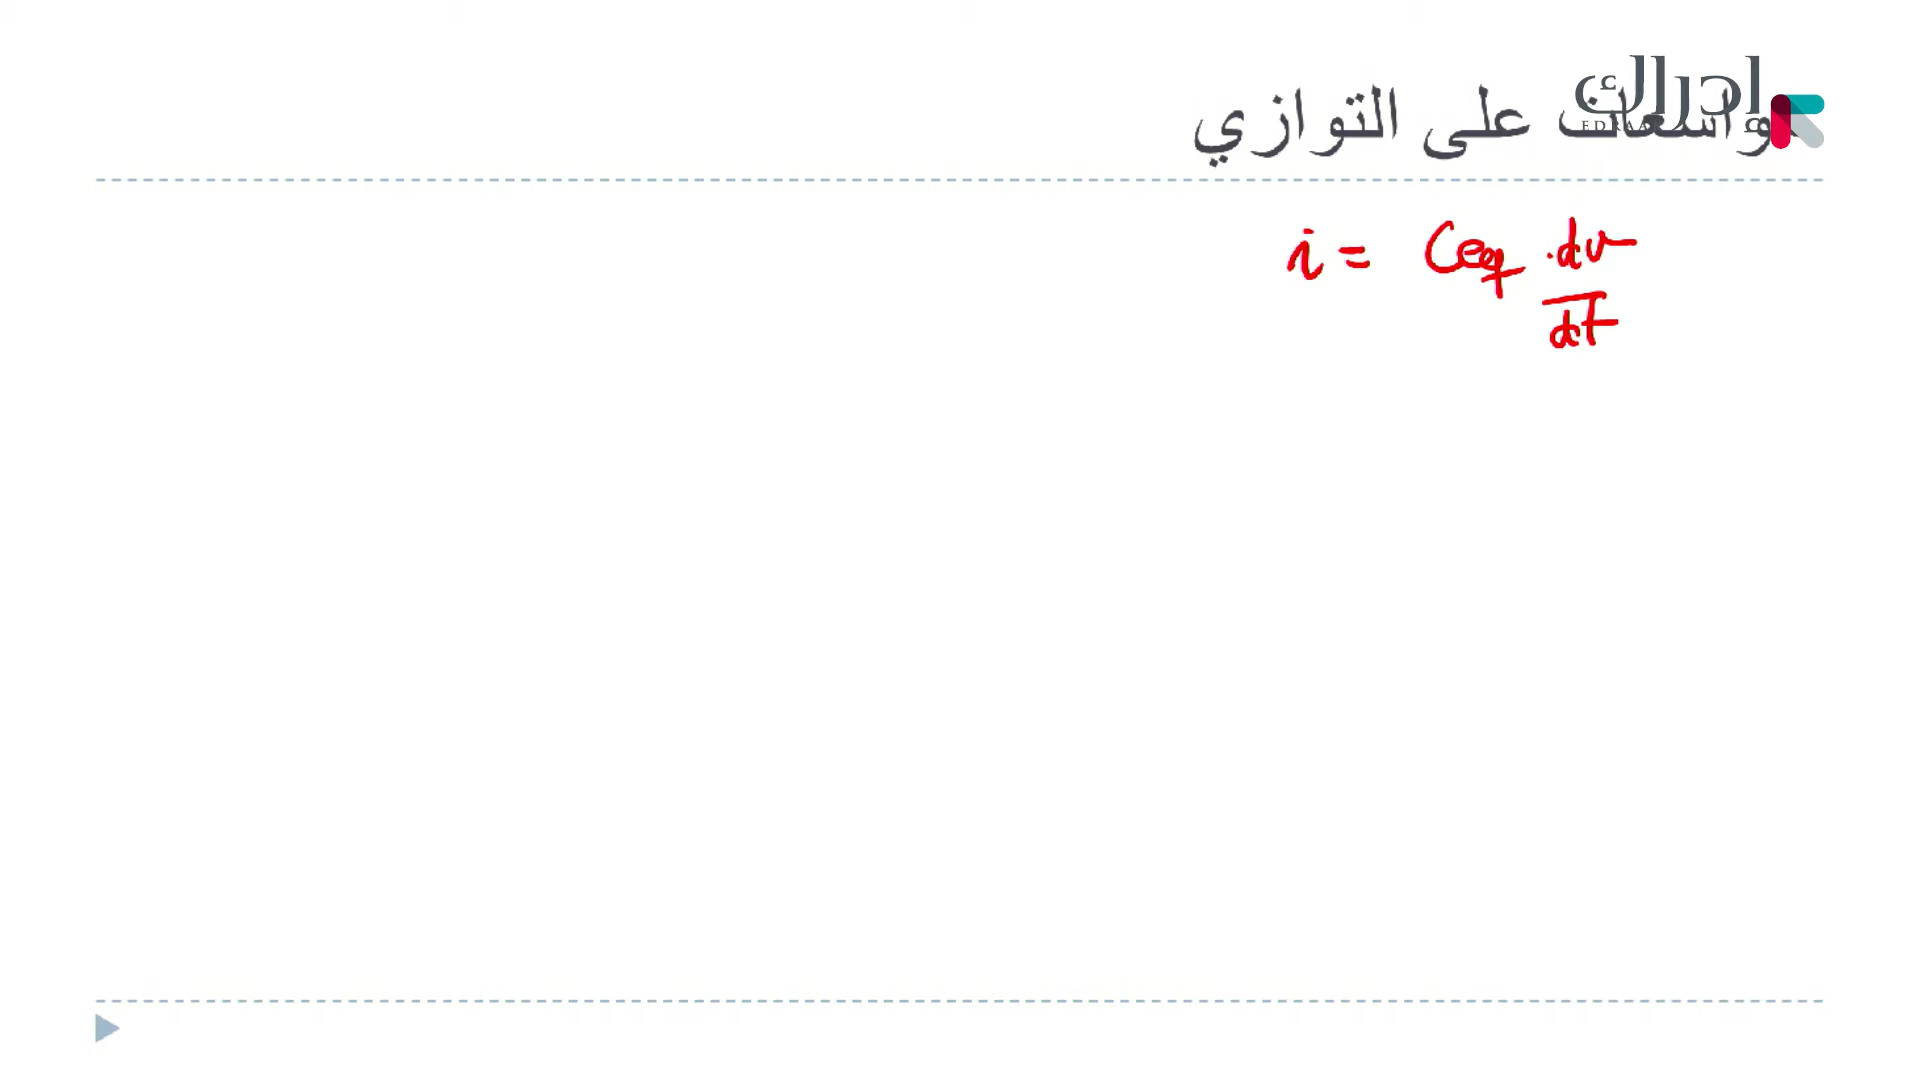 إدراك
EDRAAK
مواسعات على التوازي
i = Ceq . dv
dt